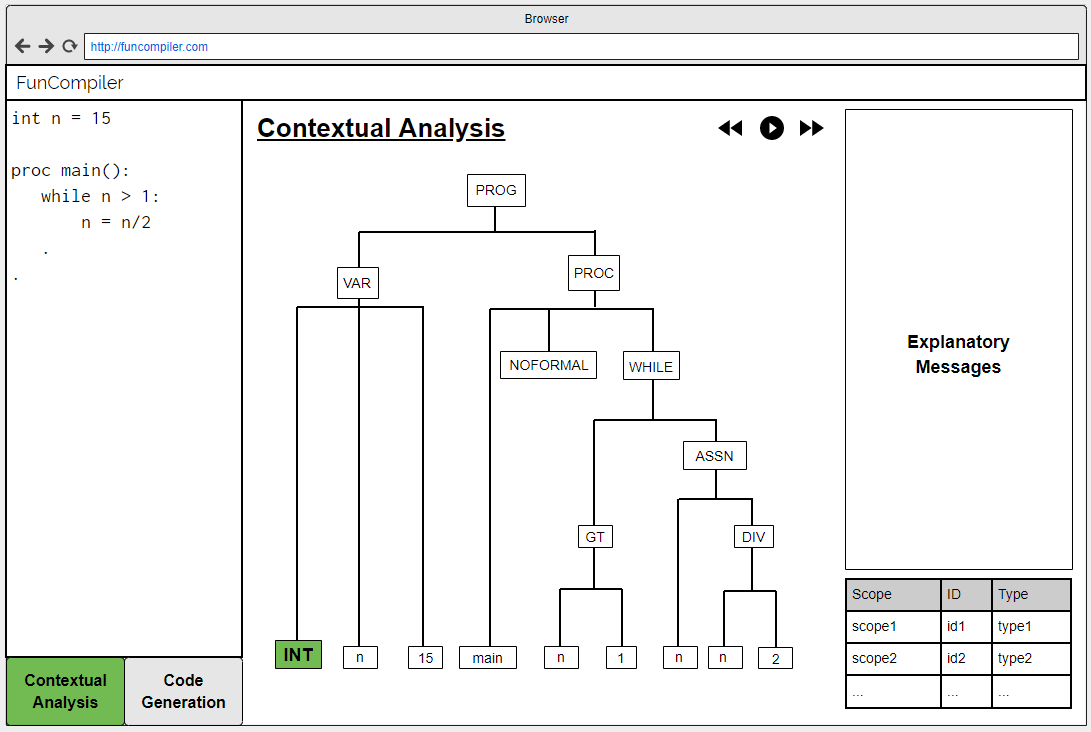 Browser
http://funcompiler.com
FunCompiler
int n = 15
proc main():
while n > 1:
n = n/2
.
.
Contextual Analysis
PROG
VAR
PROC
NOFORMAL
WHILE
ASSN
GT
DIV
INT
n
15
main
n
1
n
n
2
Explanatory
Messages
Scope ID Type
scope1 id1 type1
scope2 id2 type2
... ... ...
Contextual
Analysis
Code
Generation